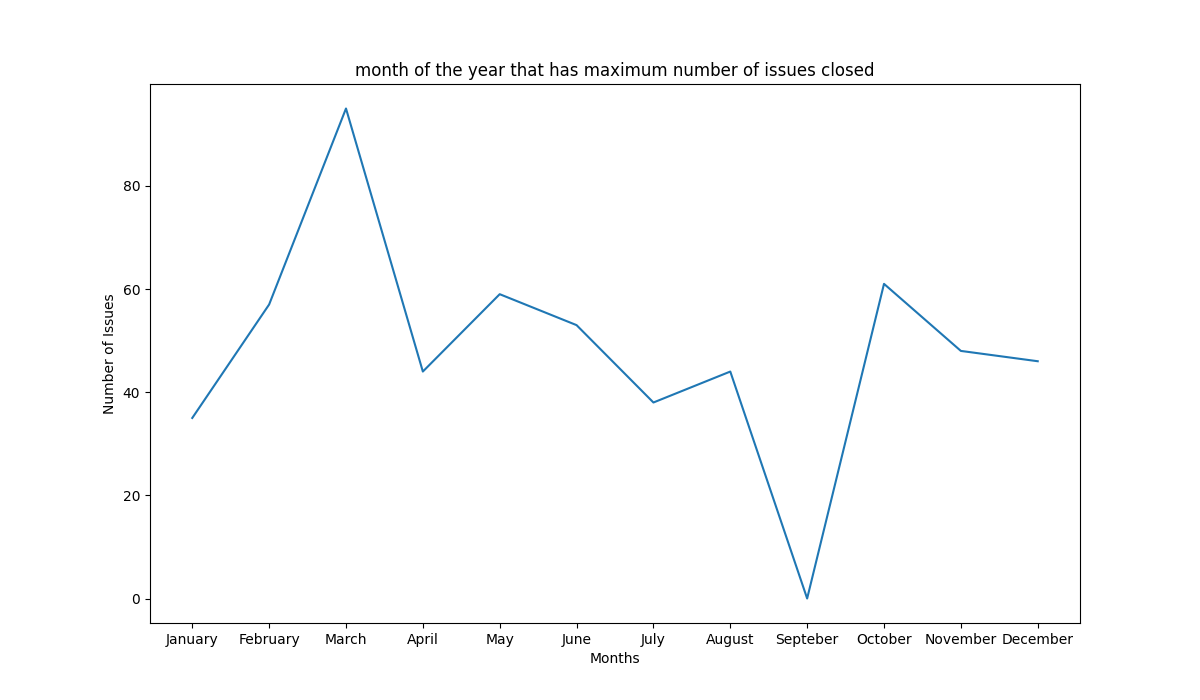 month of the year that has maximum number of issues closed
Number of Issues
80
60
40
20
0
January February March April May June July August Septeber October November December
Months